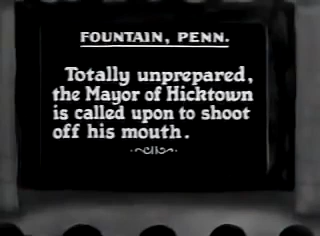 FOUNTAIN, PENN.
Totally unprepared,
the Mayor of Hicktown
is called upon to shoot
off his mouth.